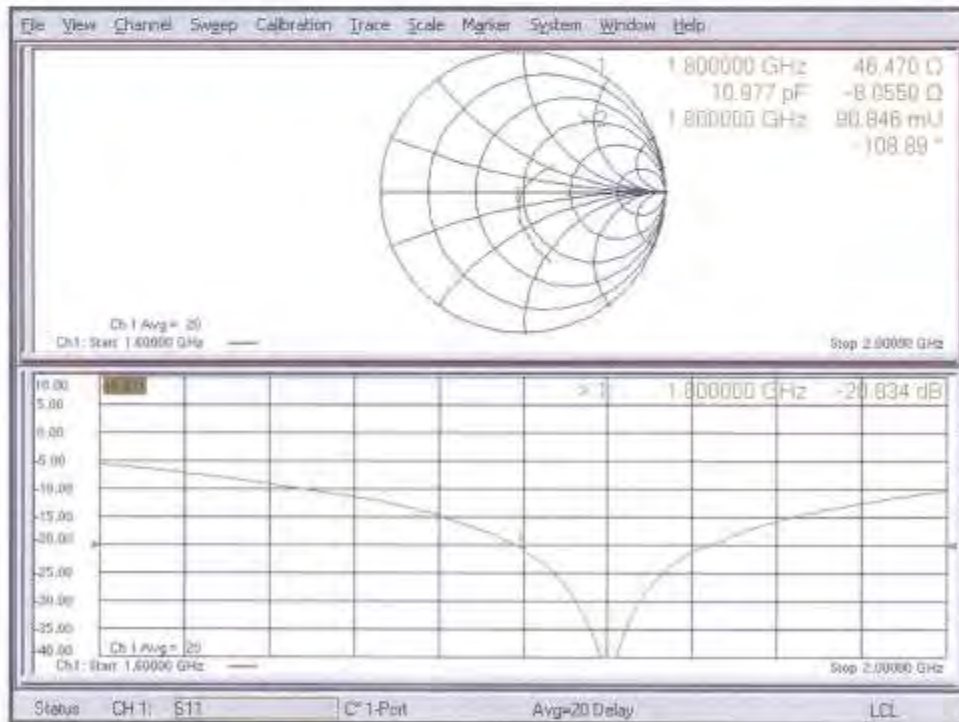 File View Channel Sweep Calibration Trace Scale Marker System Window Help
1 1.800000 GHz 46.470 Ω
10.977 pF -8.0550 Ω
1.800000 GHz 90.846 mU
-108.89 °
Ch 1 Avg = 20
Ch1: Start 1.60000 GHz
Stop 2.00000 GHz
10.00
> 1 1.800000 GHz -20.834 dB
5.00
0.00
-5.00
-10.00
-15.00
-20.00
-25.00
-30.00
-35.00
-40.00
Ch 1 Avg = 20
Ch1: Start 1.60000 GHz
Stop 2.00000 GHz
Status CH 1: S11 C* 1-Port Avg=20 Delay LCL